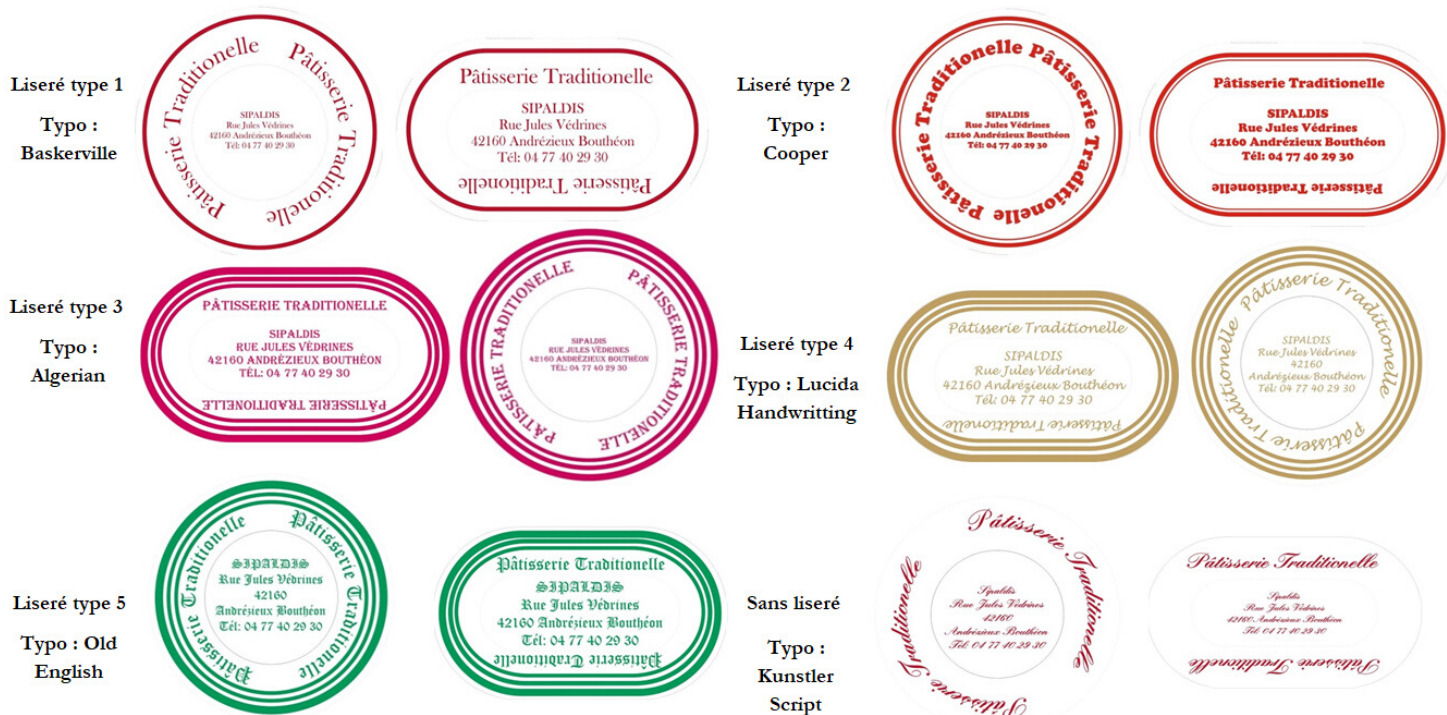 Liseré type 1
Typo :
Baskerville
Pâtisserie Traditionelle
Pâtisserie Traditionelle
SIPALDIS
Rue Jules Védrines
42160 Andrézieux Bouthéon
Tél: 04 77 40 29 30
Pâtisserie Traditionelle
SIPALDIS
Rue Jules Védrines
42160 Andrézieux Bouthéon
Tél: 04 77 40 29 30
Pâtisserie Traditionelle
Liseré type 2
Typo :
Cooper
Pâtisserie Traditionelle
Pâtisserie Traditionelle
SIPALDIS
Rue Jules Védrines
42160 Andrézieux Bouthéon
Tél: 04 77 40 29 30
Pâtisserie Traditionelle
SIPALDIS
Rue Jules Védrines
42160 Andrézieux Bouthéon
Tél: 04 77 40 29 30
Pâtisserie Traditionelle
Liseré type 3
Typo :
Algerian
PÂTISSERIE TRADITIONELLE
SIPALDIS
RUE JULES VÉDRINES
42160 ANDRÉZIEUX BOUTHÉON
TÉL: 04 77 40 29 30
PÂTISSERIE TRADITIONELLE
PÂTISSERIE TRADITIONELLE
PÂTISSERIE TRADITIONELLE
SIPALDIS
RUE JULES VÉDRINES
42160 ANDRÉZIEUX BOUTHÉON
TÉL: 04 77 40 29 30
Liseré type 4
Typo : Lucida
Handwritting
Pâtisserie Traditionelle
SIPALDIS
Rue Jules Védrines
42160 Andrézieux Bouthéon
Tél: 04 77 40 29 30
Pâtisserie Traditionelle
Pâtisserie Traditionelle
Pâtisserie Traditionelle
SIPALDIS
Rue Jules Védrines
42160
Andrézieux Bouthéon
Tél: 04 77 40 29 30
Liseré type 5
Typo : Old
English
Pâtisserie Traditionelle
Pâtisserie Traditionelle
SIPALDIS
Rue Jules Védrines
42160
Andrézieux Bouthéon
Tél: 04 77 40 29 30
Pâtisserie Traditionelle
SIPALDIS
Rue Jules Védrines
42160 Andrézieux Bouthéon
Tél: 04 77 40 29 30
Pâtisserie Traditionelle
Sans liseré
Typo :
Kunstler
Script
Pâtisserie Traditionelle
Pâtisserie Traditionelle
Sipaldis
Rue Jules Védrines
42160
Andrézieux Bouthéon
Tél: 04 77 40 29 30
Pâtisserie Traditionelle
Sipaldis
Rue Jules Védrines
42160 Andrézieux Bouthéon
Tél: 04 77 40 29 30
Pâtisserie Traditionelle